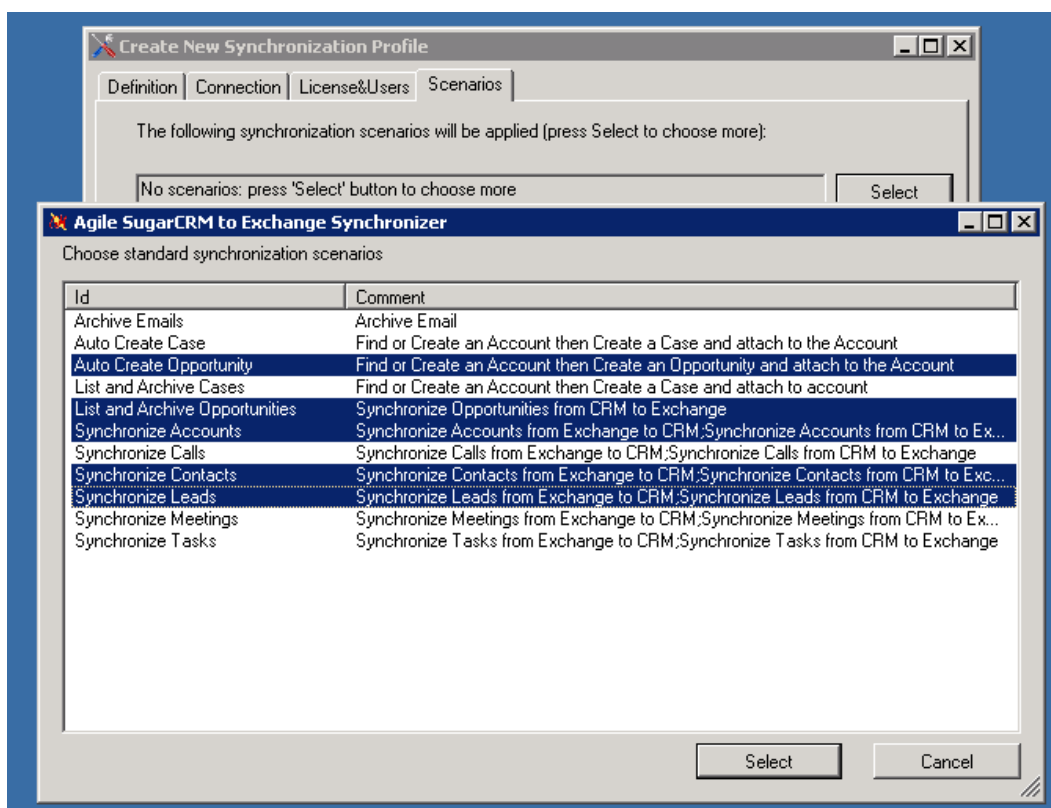 Create New Synchronization Profile
Definition Connection License&Users Scenarios
The following synchronization scenarios will be applied (press Select to choose more):
No scenarios: press 'Select' button to choose more Select
Agile SugarCRM to Exchange Synchronizer
Choose standard synchronization scenarios
Id Comment
Archive Emails Archive Email
Auto Create Case Find or Create an Account then Create a Case and attach to the Account
Auto Create Opportunity Find or Create an Account then Create an Opportunity and attach to the Account
List and Archive Cases Find or Create an Account then Create a Case and attach to account
List and Archive Opportunities Synchronize Opportunities from CRM to Exchange
Synchronize Accounts Synchronize Accounts from Exchange to CRM;Synchronize Accounts from CRM to Ex...
Synchronize Calls Synchronize Calls from Exchange to CRM;Synchronize Calls from CRM to Exchange
Synchronize Contacts Synchronize Contacts from Exchange to CRM;Synchronize Contacts from CRM to Exc...
Synchronize Leads Synchronize Leads from Exchange to CRM;Synchronize Leads from CRM to Exchange
Synchronize Meetings Synchronize Meetings from Exchange to CRM;Synchronize Meetings from CRM to Ex...
Synchronize Tasks Synchronize Tasks from Exchange to CRM;Synchronize Tasks from CRM to Exchange
Select Cancel